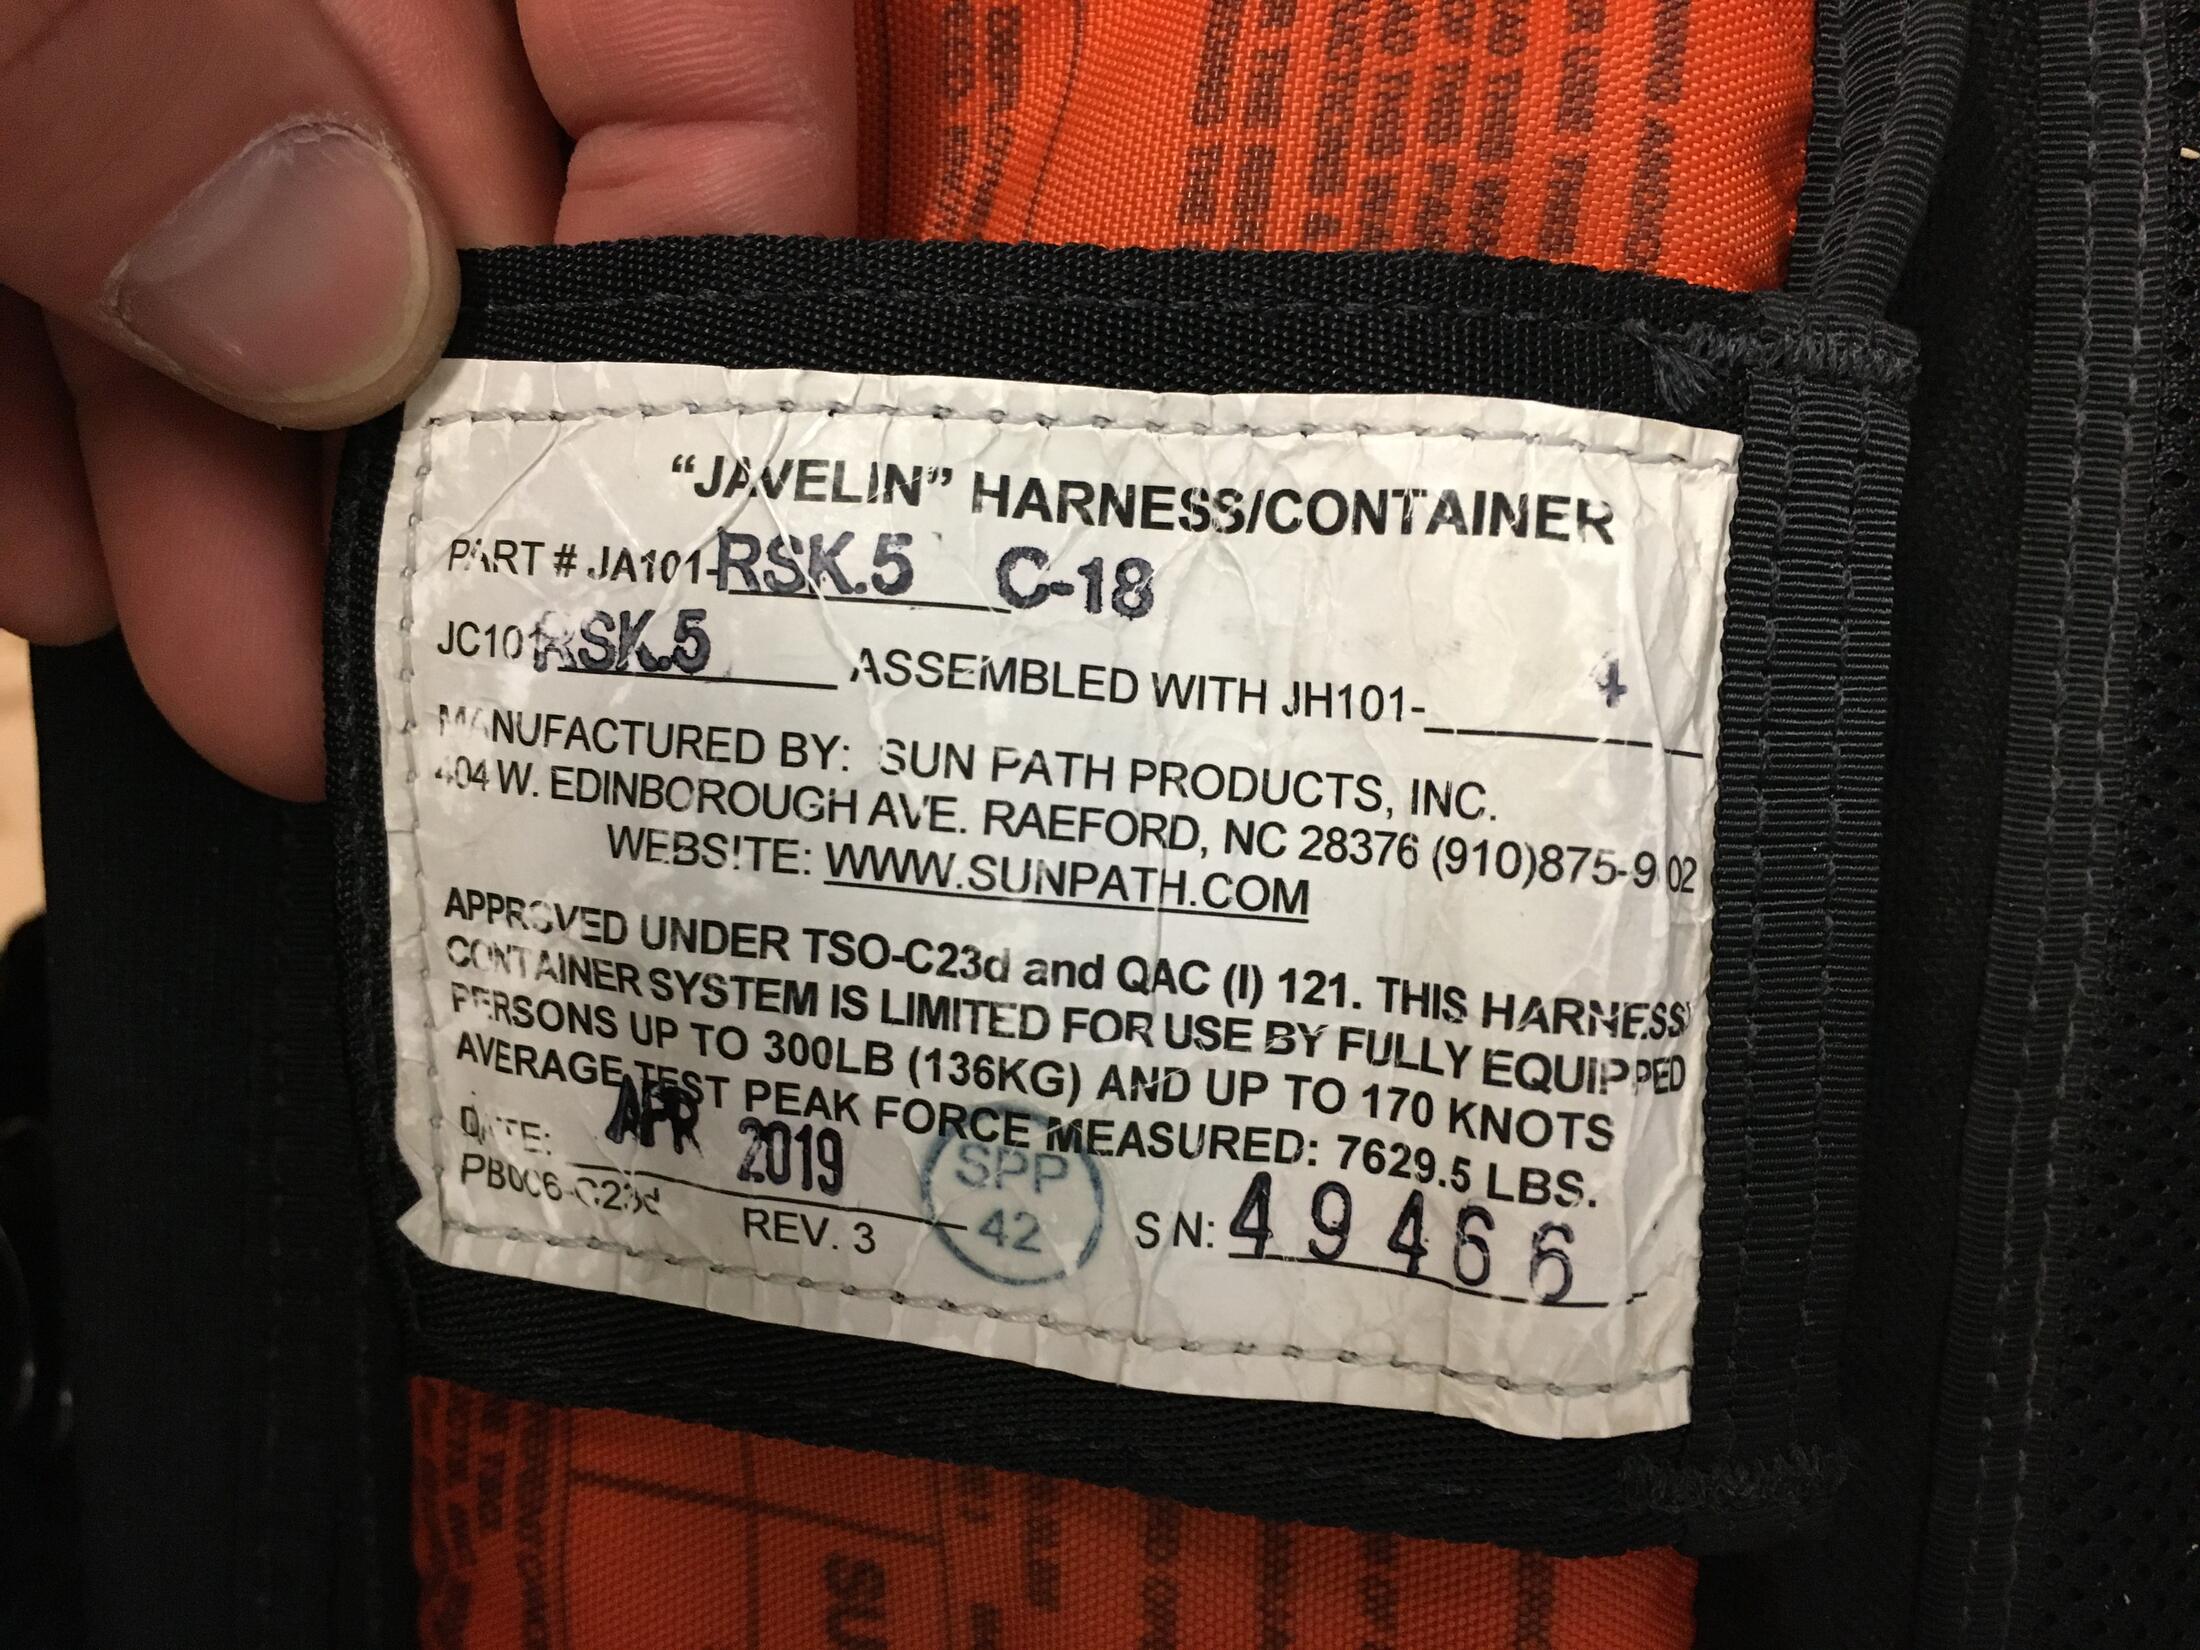 “JAVELIN” HARNESS/CONTAINER
PART # JA101-RSK.5 C-18
JC101RSK.5 ASSEMBLED WITH JH101- 4
MANUFACTURED BY: SUN PATH PRODUCTS, INC.
404 W. EDINBOROUGH AVE. RAEFORD, NC 28376 (910)875-9 02
WEBSITE: WWW.SUNPATH.COM
APPROVED UNDER TSO-C23d and QAC (I) 121. THIS HARNESS
CONTAINER SYSTEM IS LIMITED FOR USE BY FULLY EQUIPPED
PERSONS UP TO 300LB (136KG) AND UP TO 170 KNOTS
AVERAGE TEST PEAK FORCE MEASURED: 7629.5 LBS.
DATE: APR 2019
SPP
42
SN: 49466
PB006-C23d REV. 3